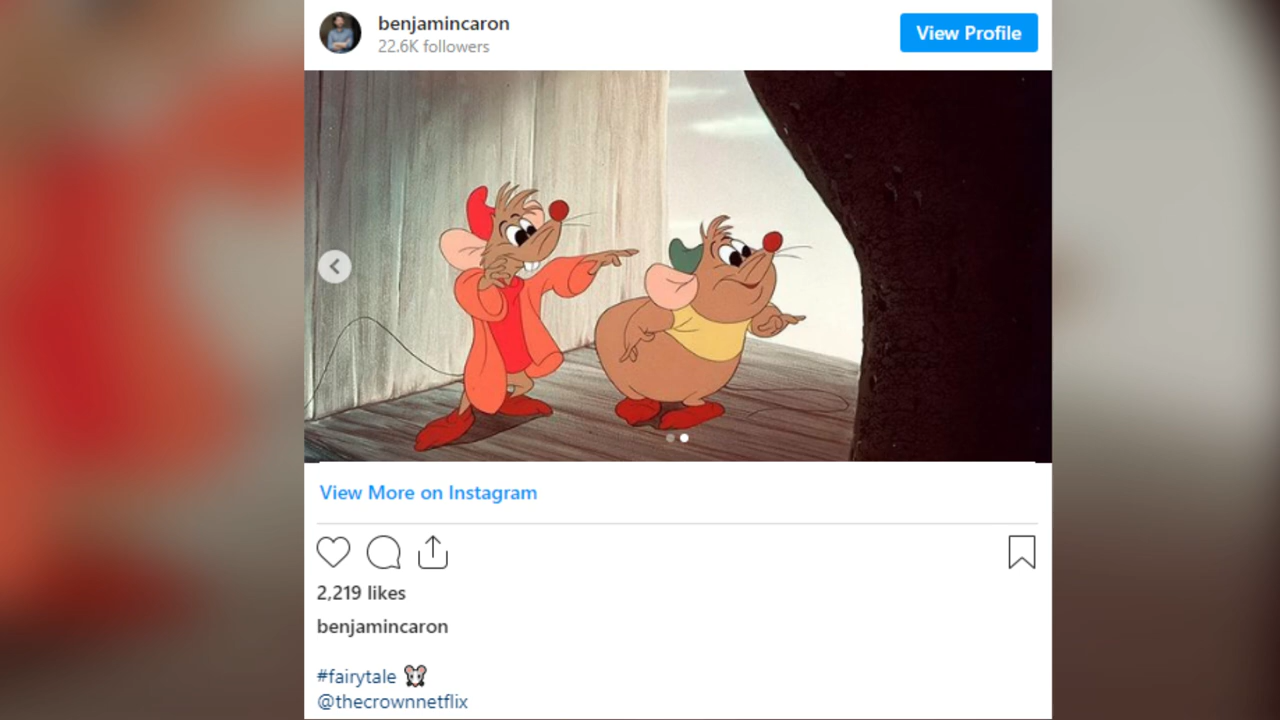 benjamincaron
22.6K followers
View Profile
View More on Instagram
2,219 likes
benjamincaron
#fairytale 🐭
@thecrownnetflix